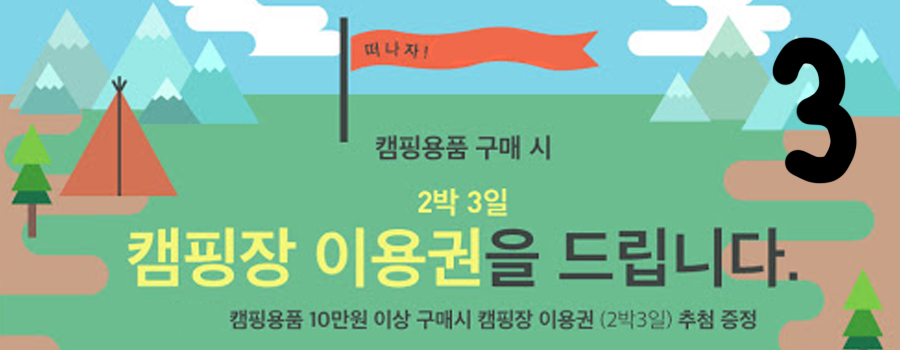 떠나자!
3
캠핑용품 구매 시
2박 3일
캠핑장 이용권을 드립니다.
캠핑용품 10만원 이상 구매시 캠핑장 이용권 (2박3일) 추첨 증정